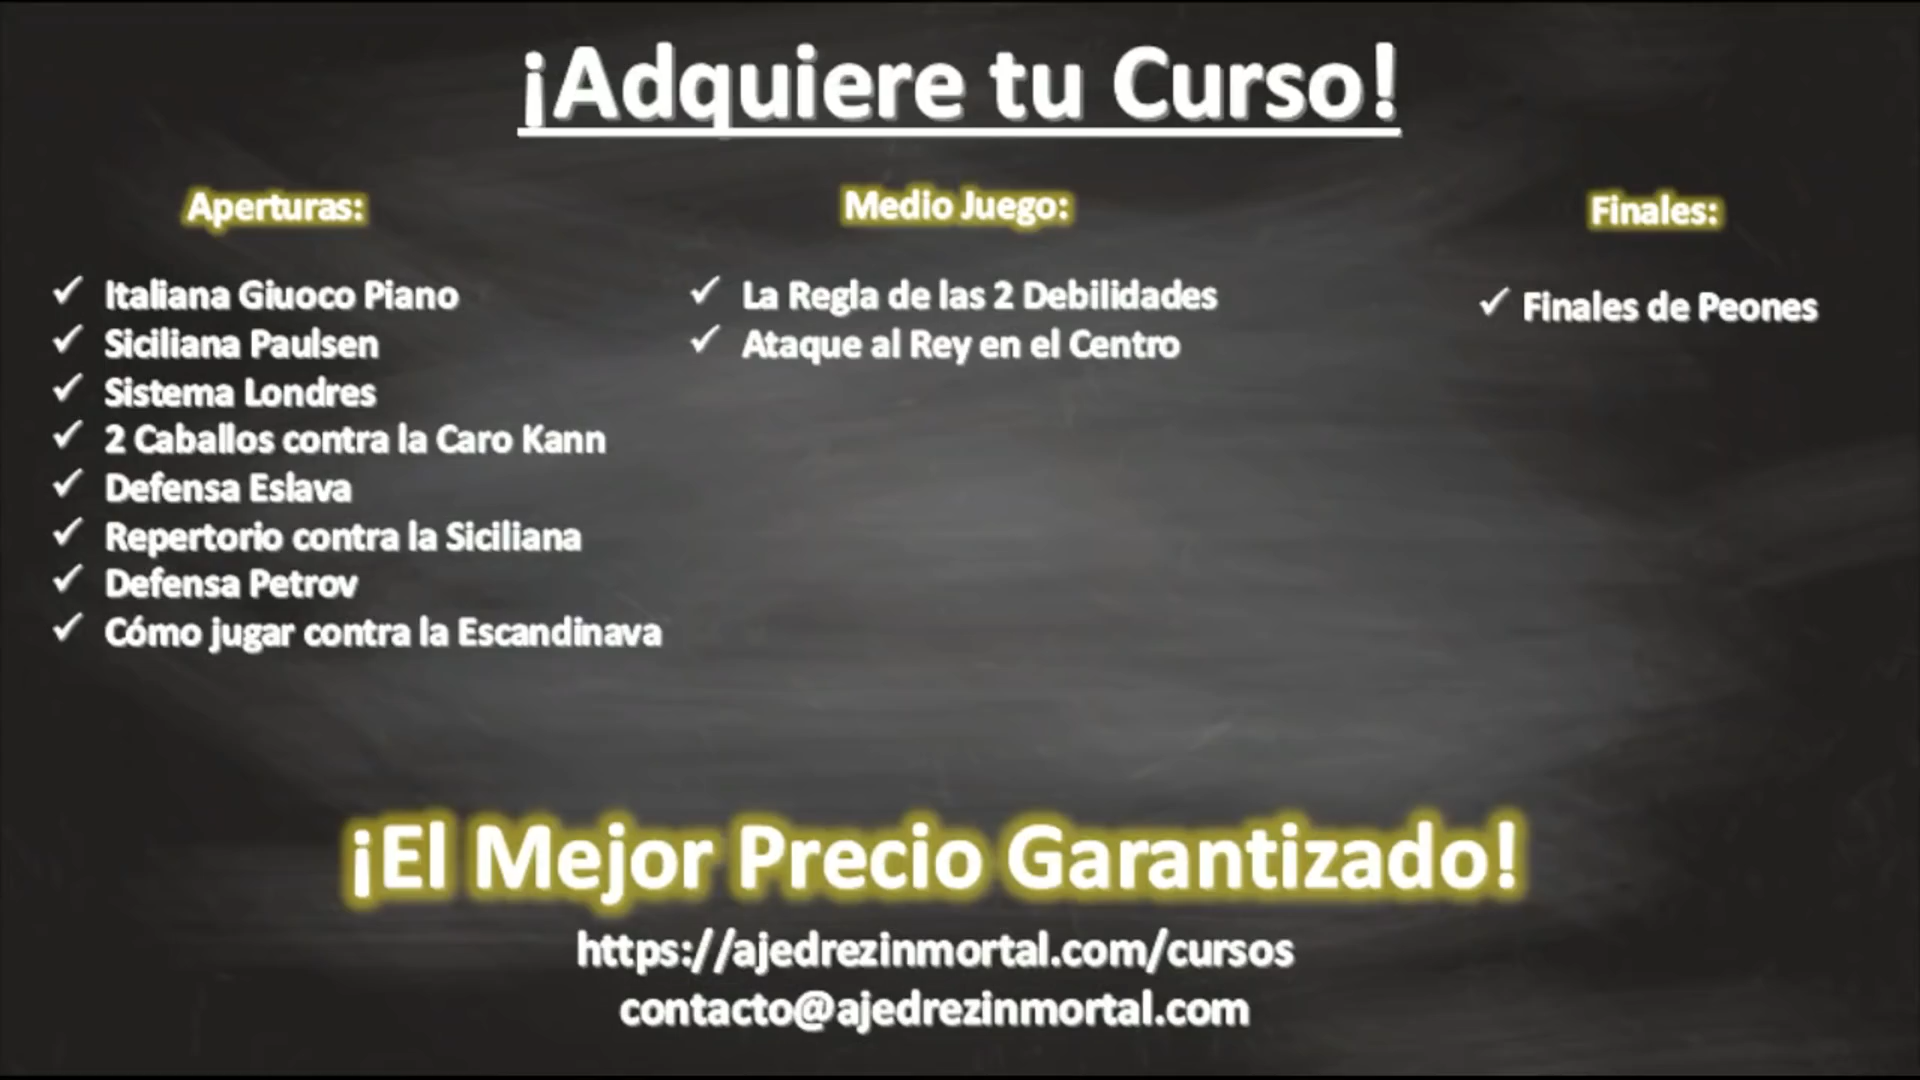 ¡Adquiere tu Curso!
Aperturas:
✓ Italiana Giuoco Piano
✓ Siciliana Paulsen
✓ Sistema Londres
✓ 2 Caballos contra la Caro Kann
✓ Defensa Eslava
✓ Repertorio contra la Siciliana
✓ Defensa Petrov
✓ Cómo jugar contra la Escandinava
Medio Juego:
✓ La Regla de las 2 Debilidades
✓ Ataque al Rey en el Centro
Finales:
✓ Finales de Peones
¡El Mejor Precio Garantizado!
https://ajedrezinmortal.com/cursos
contacto@ajedrezinmortal.com